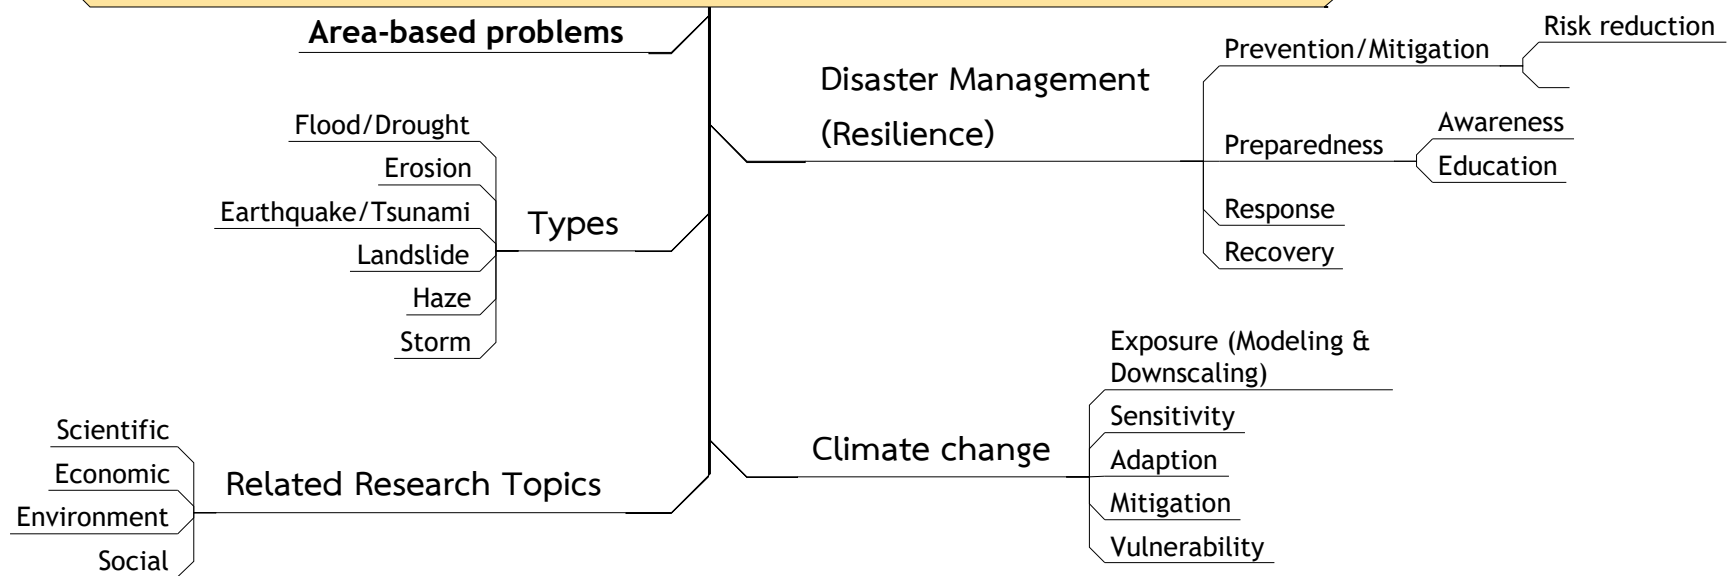 Area-based problems
Flood/Drought
Erosion
Earthquake/Tsunami
Landslide
Haze
Storm
Types
Scientific
Economic
Environment
Social
Related Research Topics
Disaster Management
(Resilience)
Prevention/Mitigation
Risk reduction
Preparedness
Awareness
Education
Response
Recovery
Climate change
Exposure (Modeling &
Downscaling)
Sensitivity
Adaption
Mitigation
Vulnerability